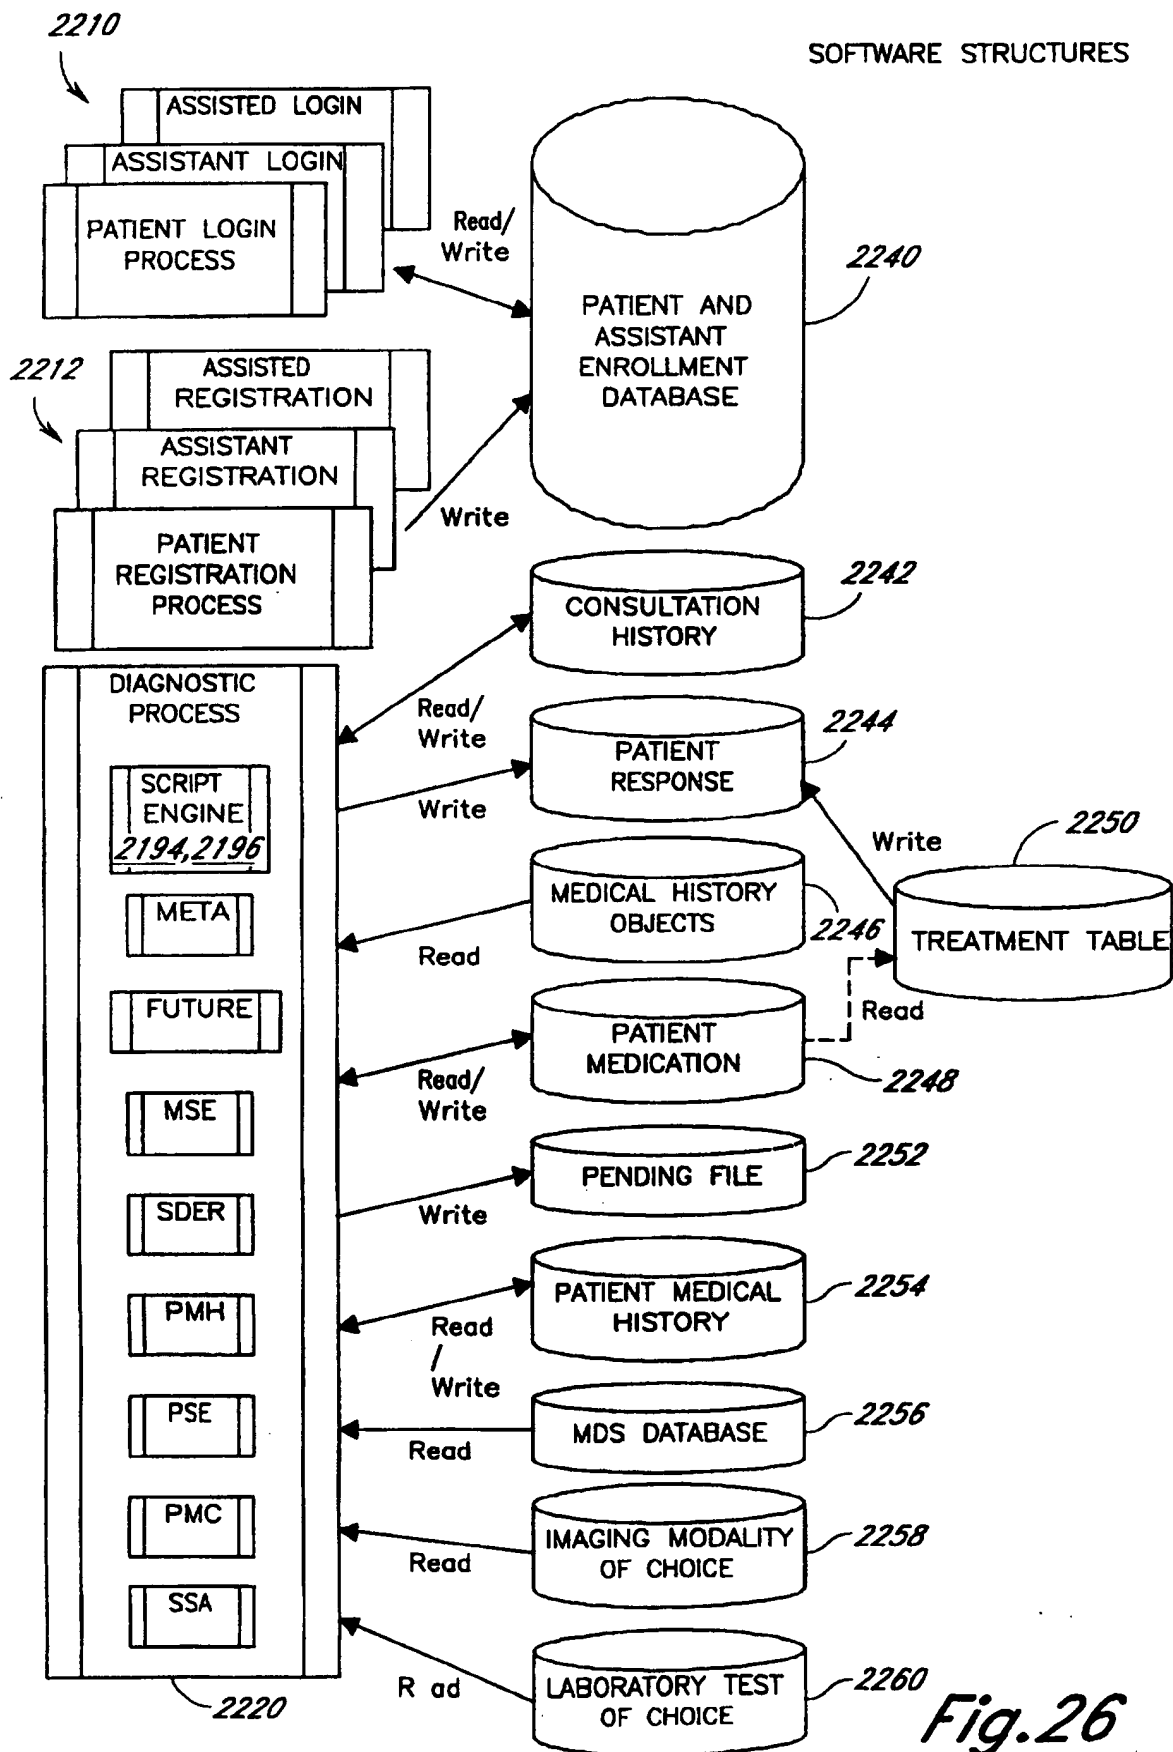 2210
SOFTWARE STRUCTURES
ASSISTED LOGIN
ASSISTANT LOGIN
PATIENT LOGIN
PROCESS
Read/
Write
PATIENT AND
ASSISTANT
ENROLLMENT
DATABASE
2240
2212
ASSISTED
REGISTRATION
ASSISTANT
REGISTRATION
PATIENT
REGISTRATION
PROCESS
Write
CONSULTATION
HISTORY
2242
DIAGNOSTIC
PROCESS
Read/
Write
PATIENT
RESPONSE
2244
SCRIPT
ENGINE
2194,2196
Write
Write
2250
TREATMENT TABLE
MEDICAL HISTORY
OBJECTS
2246
META
Read
Read
FUTURE
PATIENT
MEDICATION
2248
Read/
Write
MSE
PENDING FILE
2252
SDER
Write
PATIENT MEDICAL
HISTORY
2254
PMH
Read
/
Write
PSE
Read
MDS DATABASE
2256
PMC
Read
IMAGING MODALITY
OF CHOICE
2258
SSA
R ad
LABORATORY TEST
OF CHOICE
2260
2220
Fig.26